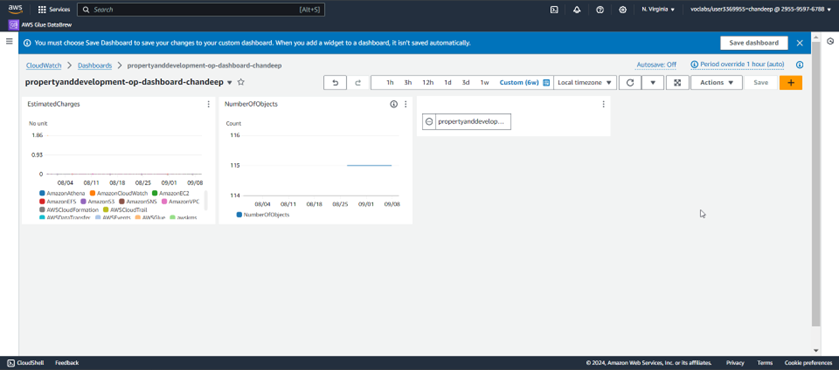 aws
Services
Search
[Alt+S]
N. Virginia
voclabs/user3369955=chandeep @ 2955-9597-6788
AWS Glue DataBrew
You must choose Save Dashboard to save your changes to your custom dashboard. When you add a widget to a dashboard, it isn't saved automatically.
Save dashboard
CloudWatch
Dashboards
propertyanddevelopment-op-dashboard-chandeep
Autosave: Off
Period override 1 hour (auto)
propertyanddevelopment-op-dashboard-chandeep
1h 3h 12h 1d 3d 1w Custom (6w)
Local timezone
Actions
Save
EstimatedCharges
No unit
1.86
0.93
0
08/04 08/11 08/18 08/25 09/01 09/08
AmazonAthena AmazonCloudWatch AmazonEC2
AmazonEFS AmazonS3 AmazonSNS AmazonVPC
AWSCloudFormation AWSCloudTrail
AWSDataTransfer AWSEvents AWSGlue awskms
NumberOfObjects
Count
116
115
114
08/04 08/11 08/18 08/25 09/01 09/08
NumberOfObjects
propertyanddevelop...
CloudShell
Feedback
© 2024, Amazon Web Services, Inc. or its affiliates.
Privacy
Terms
Cookie preferences